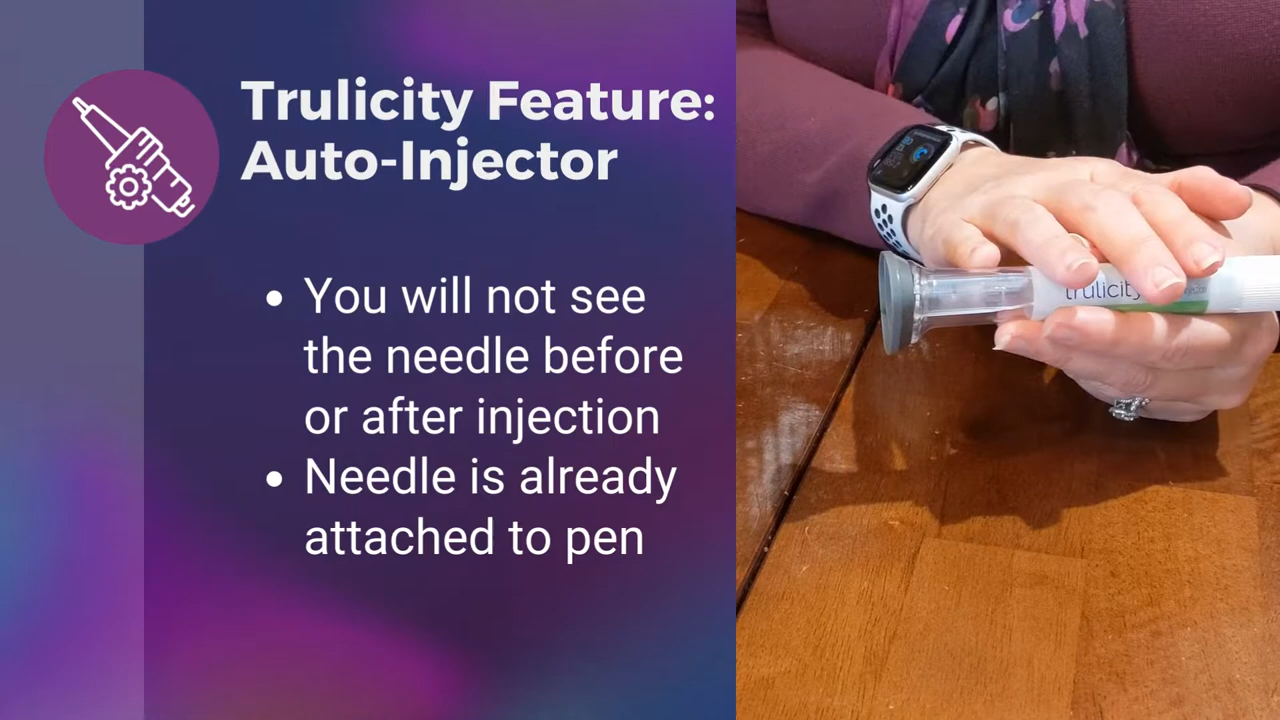 Trulicity Feature:
Auto-Injector
• You will not see
the needle before
or after injection
• Needle is already
attached to pen
trulicity